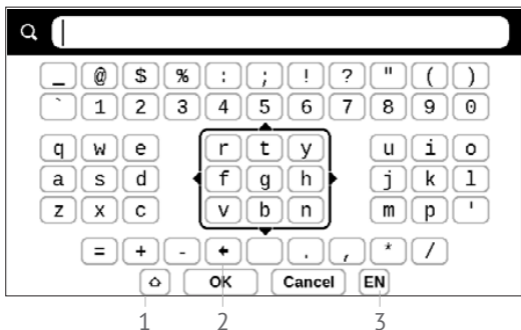 _ @ $ % : ; ! ? " ( )
` 1 2 3 4 5 6 7 8 9 0
q w e r t y u i o
a s d f g h j k l
z x c v b n m p '
= + - ← . , * /
OK Cancel EN
1 2 3